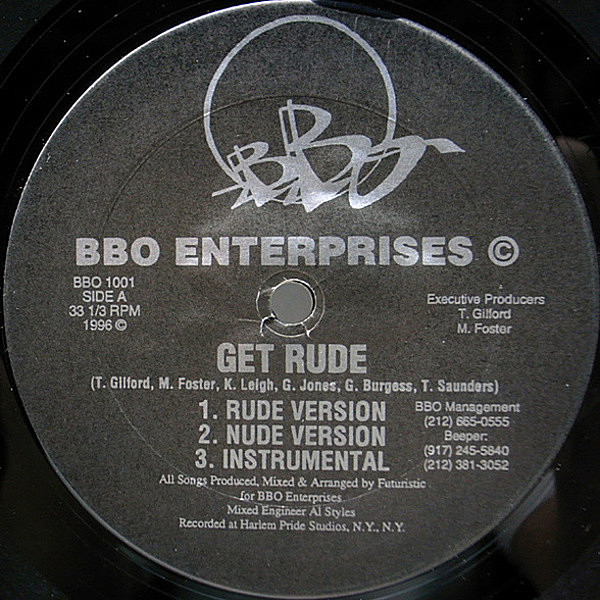 BBO
BBO ENTERPRISES ©
BBO 1001
SIDE A
33 1/3 RPM
1996 ©
Executive Producers
T. Gilford
M. Foster
GET RUDE
(T. Gilford, M. Foster, K. Leigh, G. Jones, G. Burgess, T. Saunders)
1. RUDE VERSION
2. NUDE VERSION
3. INSTRUMENTAL
BBO Management
(212) 665-0555
Beeper:
(917) 245-5840
(212) 381-3052
All Songs Produced, Mixed & Arranged by Futuristic
for BBO Enterprises
Mixed Engineer Al Styles
Recorded at Harlem Pride Studios, N.Y., N.Y.